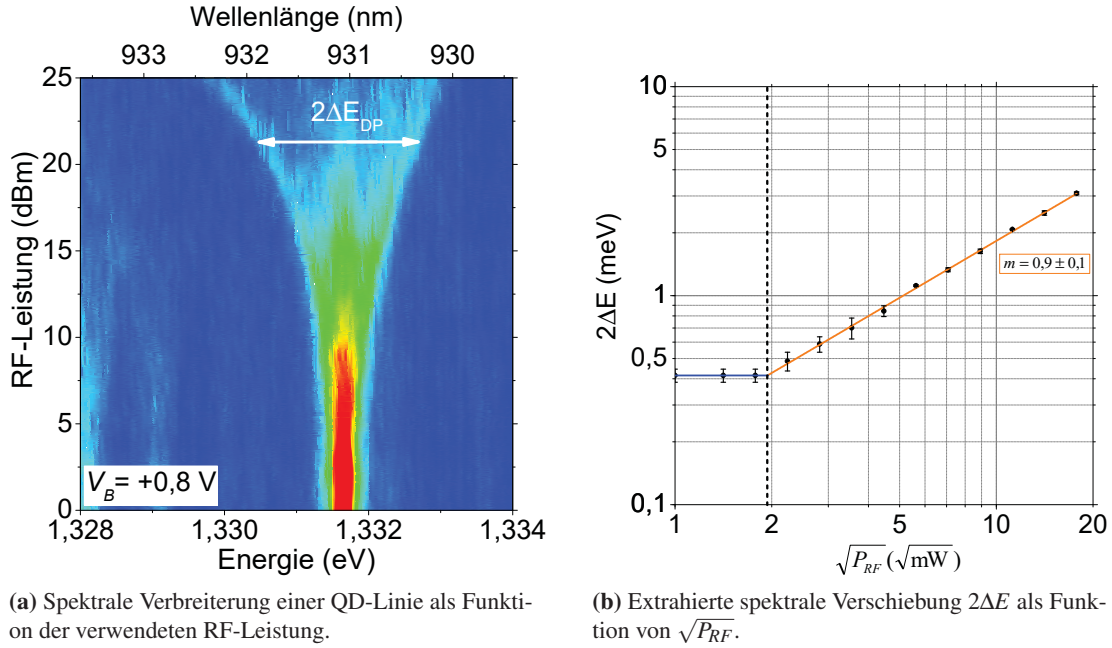 Wellenlänge (nm)
933 932 931 930
RF-Leistung (dBm)
25
20
15
10
5
0
2ΔE_DP
V_B= +0,8 V
1,328 1,330 1,332 1,334
Energie (eV)
(a) Spektrale Verbreiterung einer QD-Linie als Funkti-
on der verwendeten RF-Leistung.
2ΔE (meV)
10
5
1
0,5
0,1
m = 0,9 ± 0,1
1 2 5 10 20
√P_RF (√mW)
(b) Extrahierte spektrale Verschiebung 2ΔE als Funk-
tion von √P_RF.